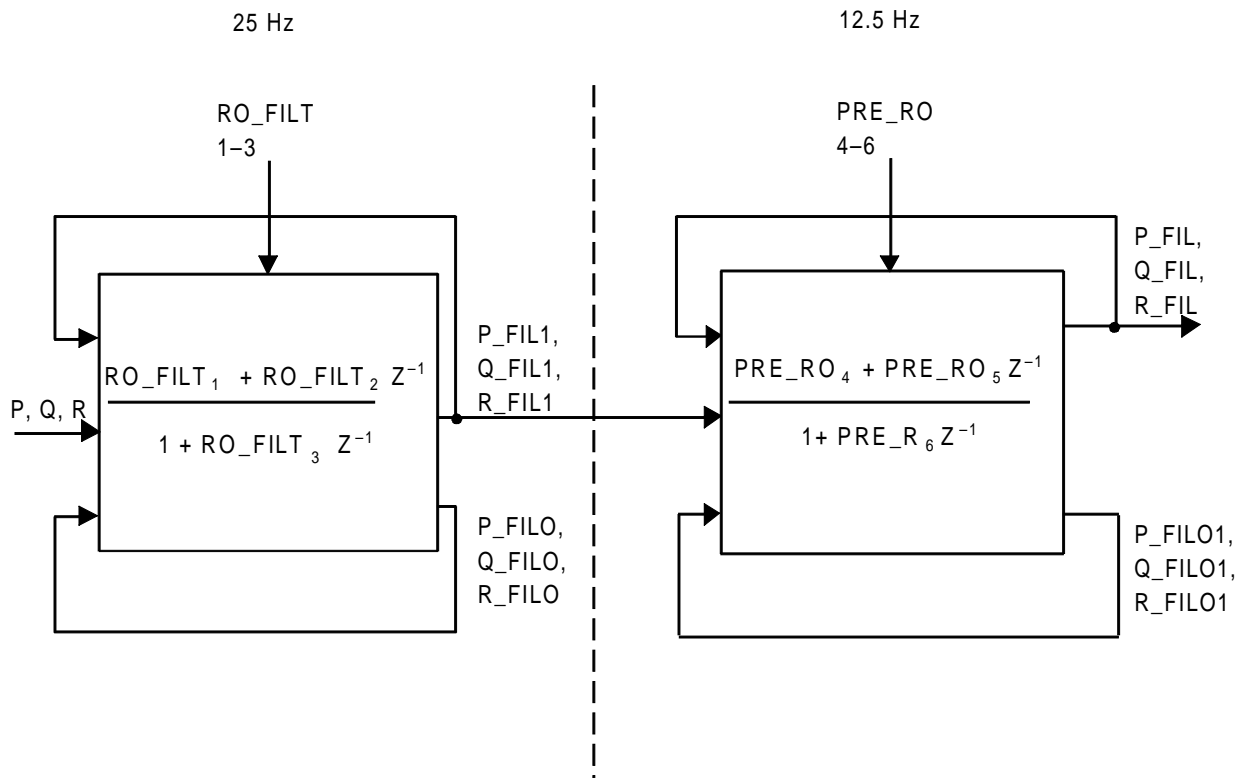 25 Hz
12.5 Hz
RO_FILT
1–3
PRE_RO
4–6
P, Q, R
RO_FILT₁ + RO_FILT₂ Z⁻¹
1 + RO_FILT₃ Z⁻¹
P_FIL1,
Q_FIL1,
R_FIL1
P_FILO,
Q_FILO,
R_FILO
PRE_RO₄ + PRE_RO₅ Z⁻¹
1+ PRE_R₆ Z⁻¹
P_FIL,
Q_FIL,
R_FIL
P_FILO1,
Q_FILO1,
R_FILO1